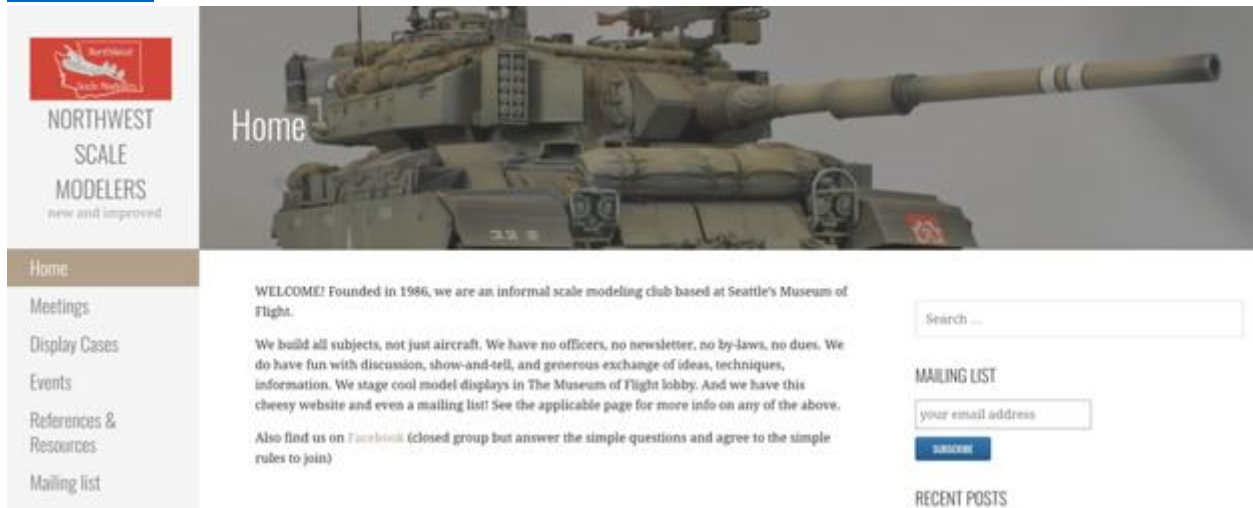 NORTHWEST
SCALE
MODELERS
new and improved
Home
Home
Meetings
Display Cases
Events
References &
Resources
Mailing list
WELCOME! Founded in 1986, we are an informal scale modeling club based at Seattle's Museum of
Flight.
We build all subjects, not just aircraft. We have no officers, no newsletter, no by-laws, no dues. We
do have fun with discussion, show-and-tell, and generous exchange of ideas, techniques,
information. We stage cool model displays in The Museum of Flight lobby. And we have this
cheesy website and even a mailing list! See the applicable page for more info on any of the above.
Also find us on Facebook (closed group but answer the simple questions and agree to the simple
rules to join)
Search ...
MAILING LIST
your email address
SUBSCRIBE
RECENT POSTS